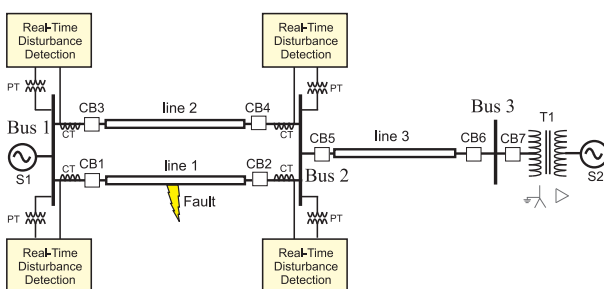 Real-Time
Disturbance
Detection
Real-Time
Disturbance
Detection
PT
PT
CB3
line 2
CB4
CT
CT
Bus 1
Bus 3
T1
CB5
line 3
CB6
CB7
S1
CT
CB1
line 1
CB2
CT
Bus 2
S2
Fault
PT
PT
Real-Time
Disturbance
Detection
Real-Time
Disturbance
Detection